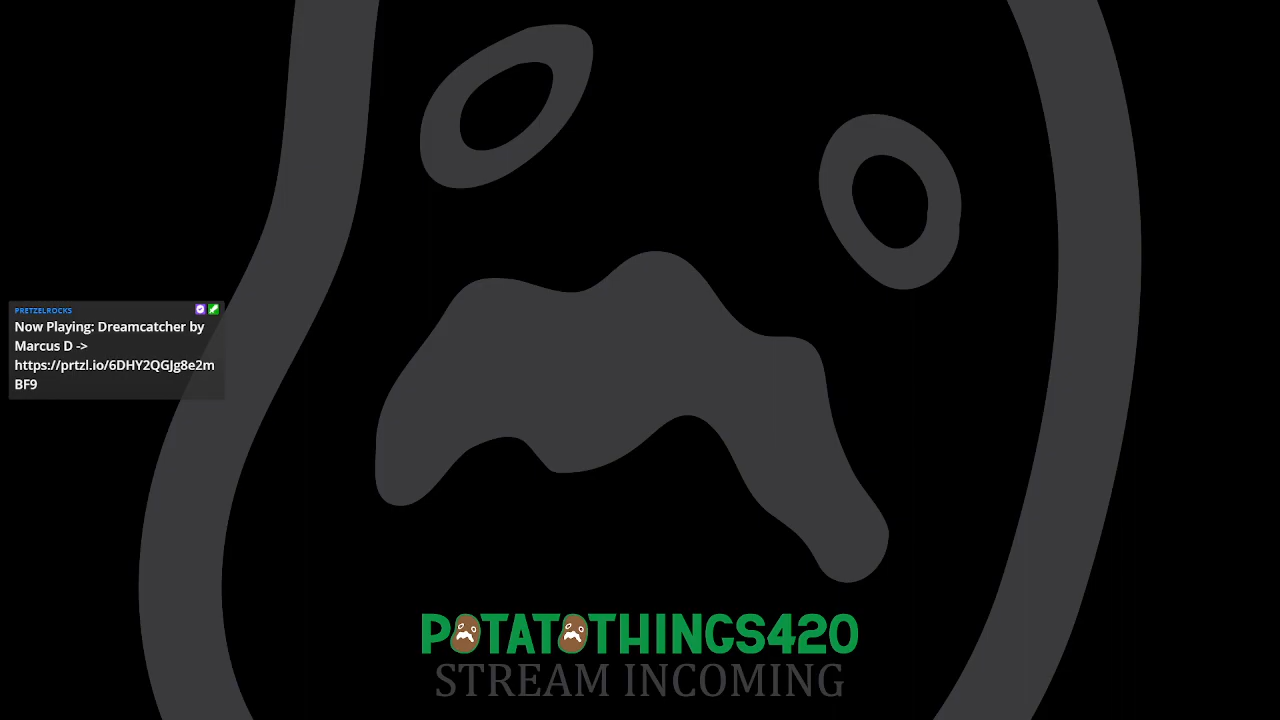 PRETZELROCKS
Now Playing: Dreamcatcher by
Marcus D ->
https://prtzl.io/6DHY2QGJg8e2m
BF9
POTATOTHINGS420
STREAM INCOMING